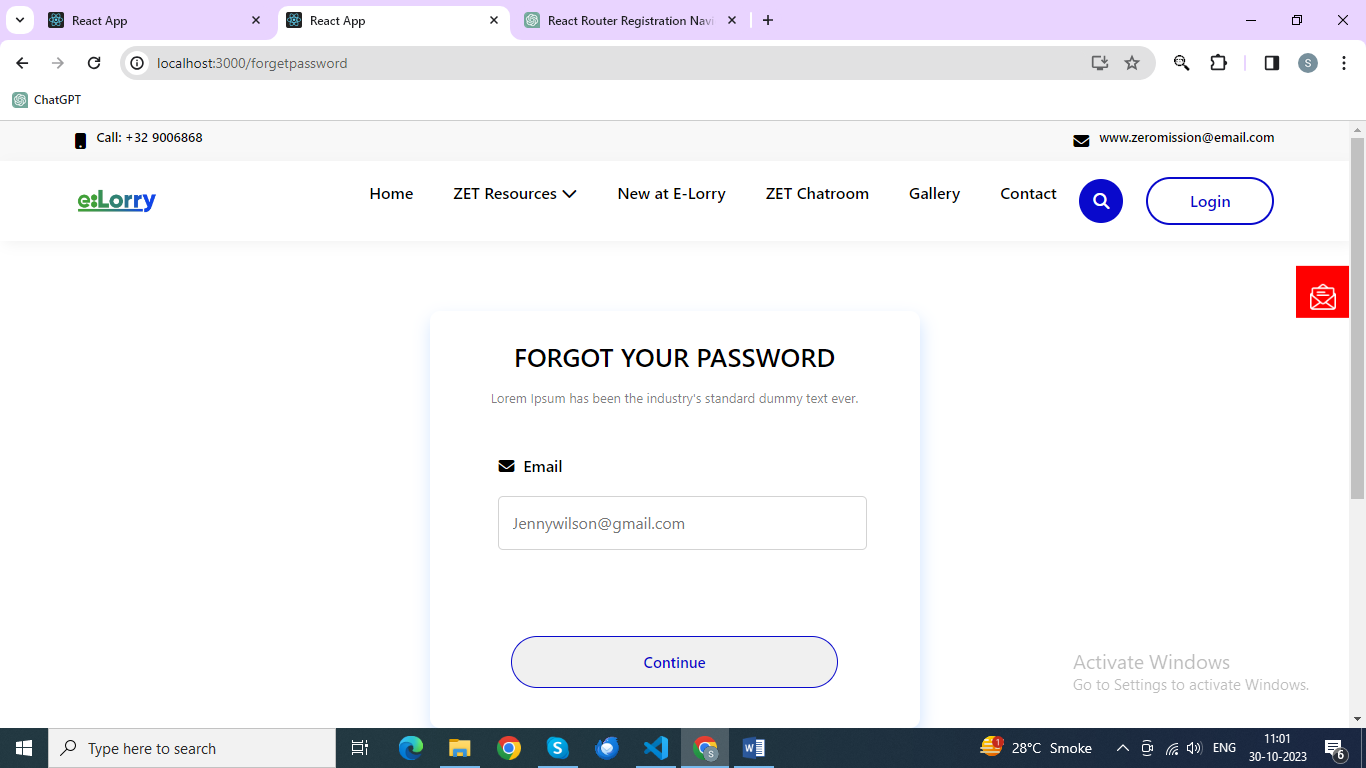 React App
React App
React Router Registration Navi
localhost:3000/forgetpassword
S
ChatGPT
Call: +32 9006868
www.zeromission@email.com
e:Lorry
Home
ZET Resources
New at E-Lorry
ZET Chatroom
Gallery
Contact
Login
FORGOT YOUR PASSWORD
Lorem Ipsum has been the industry's standard dummy text ever.
Email
Jennywilson@gmail.com
Continue
Activate Windows
Go to Settings to activate Windows.
Type here to search
S
W
1
28°C Smoke
ENG
11:01
30-10-2023
6